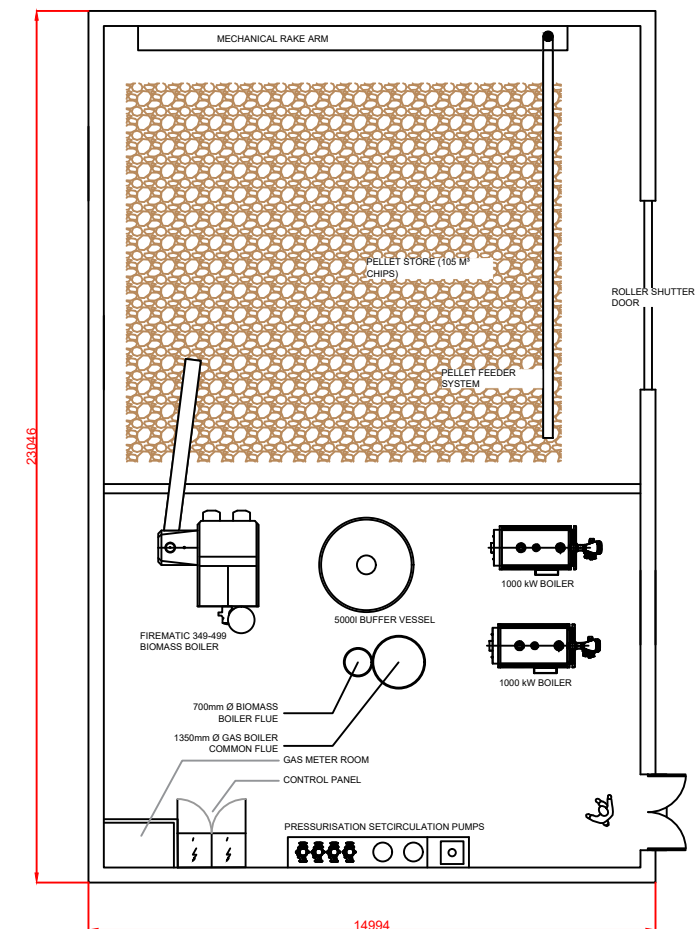 MECHANICAL RAKE ARM
PELLET STORE (105 M³
CHIPS)
ROLLER SHUTTER
DOOR
PELLET FEEDER
SYSTEM
23046
1000 kW BOILER
5000l BUFFER VESSEL
FIREMATIC 349-499
BIOMASS BOILER
1000 kW BOILER
700mm Ø BIOMASS
BOILER FLUE
1350mm Ø GAS BOILER
COMMON FLUE
GAS METER ROOM
CONTROL PANEL
PRESSURISATION SETCIRCULATION PUMPS
14994